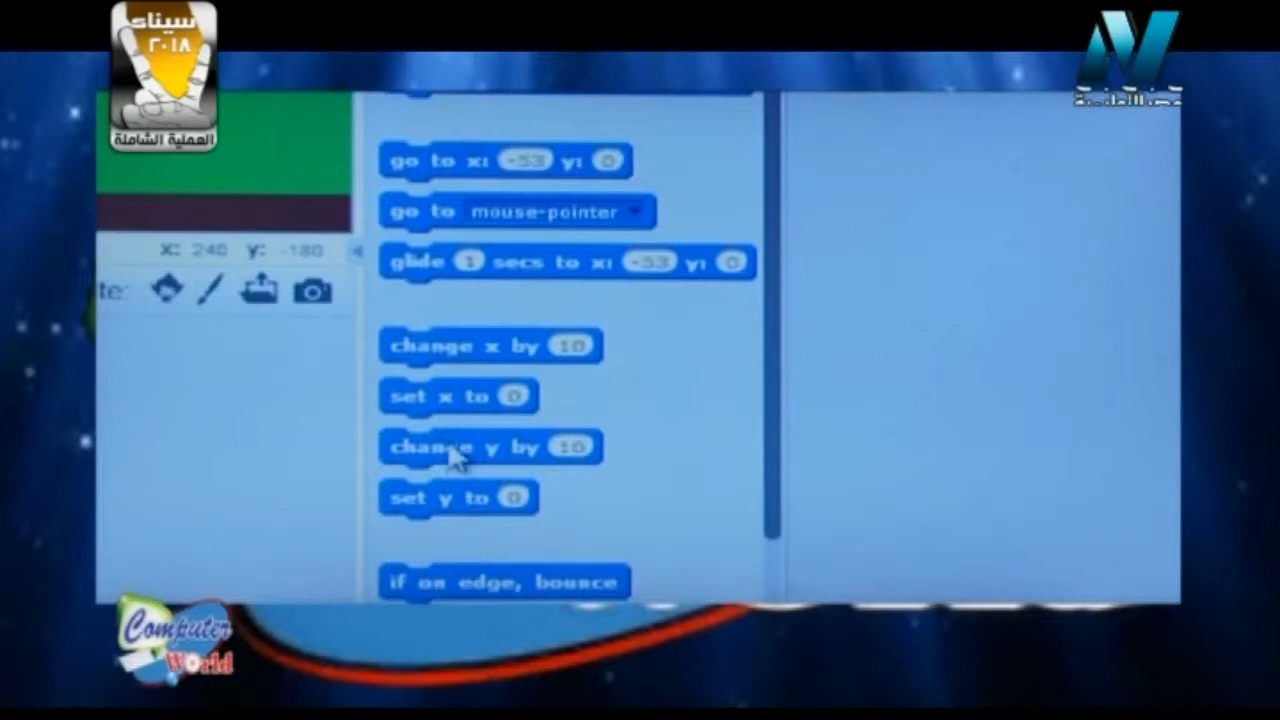 سيناء
٢٠١٨
العملية الشاملة
go to x: -53 y: 0
go to mouse-pointer
glide 1 secs to x: -53 y: 0
x: 240 y: -180
te:
change x by 10
set x to 0
change y by 10
set y to 0
if on edge, bounce
Computer
World